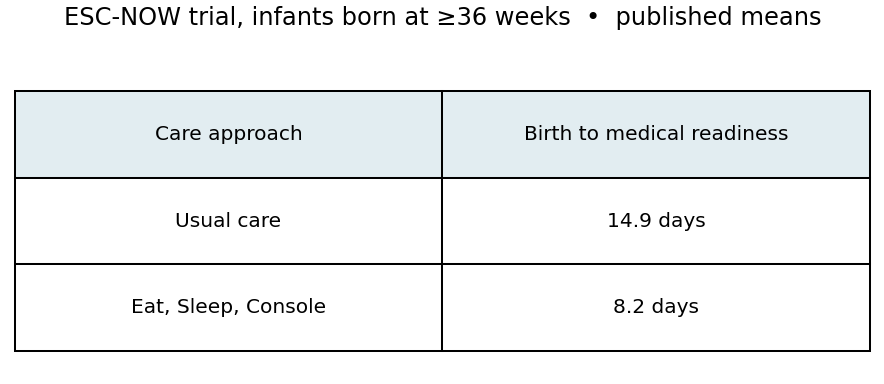 ESC-NOW trial, infants born at ≥36 weeks • published means
Care approach Birth to medical readiness
Usual care 14.9 days
Eat, Sleep, Console 8.2 days